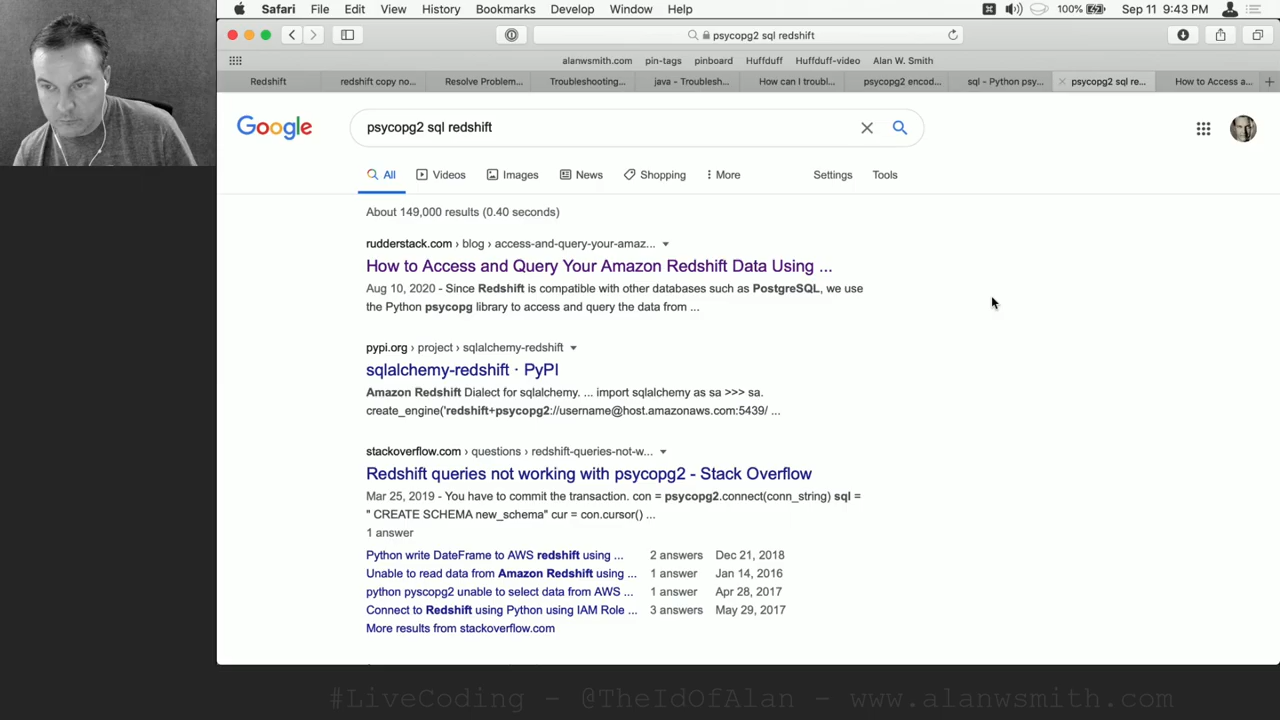 Safari File Edit View History Bookmarks Develop Window Help 100% Sep 11 9:43 PM
psycopg2 sql redshift
alanwsmith.com pin-tags pinboard Huffduff Huffduff-video Alan W. Smith
Redshift redshift copy no... Resolve Problem... Troubleshooting... java - Troublesh... How can I troubl... psycopg2 encod... sql - Python psy... psycopg2 sql re... How to Access a...
Google psycopg2 sql redshift
All Videos Images News Shopping More Settings Tools
About 149,000 results (0.40 seconds)
rudderstack.com › blog › access-and-query-your-amaz...
How to Access and Query Your Amazon Redshift Data Using ...
Aug 10, 2020 - Since Redshift is compatible with other databases such as PostgreSQL, we use
the Python psycopg library to access and query the data from ...
pypi.org › project › sqlalchemy-redshift
sqlalchemy-redshift · PyPI
Amazon Redshift Dialect for sqlalchemy. ... import sqlalchemy as sa >>> sa.
create_engine('redshift+psycopg2://username@host.amazonaws.com:5439/ ...
stackoverflow.com › questions › redshift-queries-not-w...
Redshift queries not working with psycopg2 - Stack Overflow
Mar 25, 2019 - You have to commit the transaction. con = psycopg2.connect(conn_string) sql =
" CREATE SCHEMA new_schema" cur = con.cursor() ...
1 answer
Python write DateFrame to AWS redshift using ... 2 answers Dec 21, 2018
Unable to read data from Amazon Redshift using ... 1 answer Jan 14, 2016
python pyscopg2 unable to select data from AWS ... 1 answer Apr 28, 2017
Connect to Redshift using Python using IAM Role ... 3 answers May 29, 2017
More results from stackoverflow.com
#LiveCoding - @TheIdOfAlan - www.alanwsmith.com